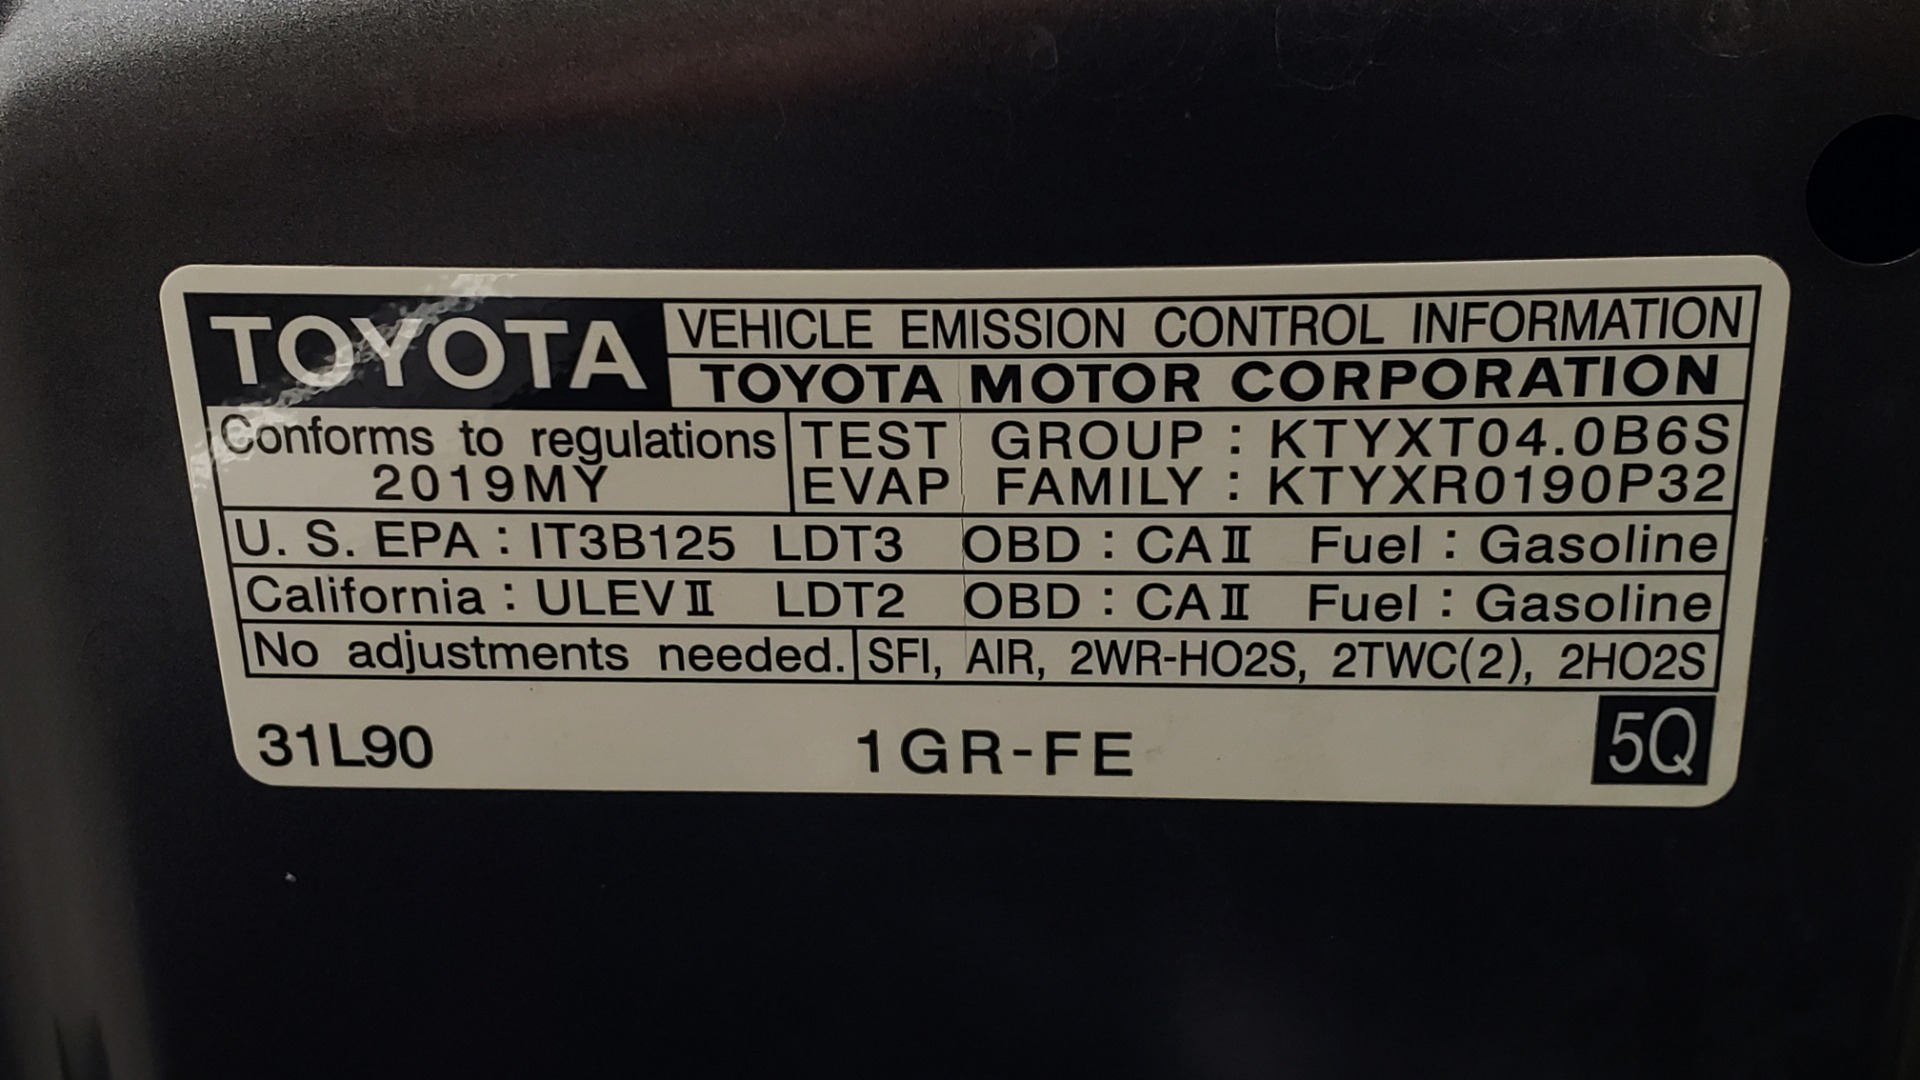 TOYOTA
VEHICLE EMISSION CONTROL INFORMATION
TOYOTA MOTOR CORPORATION
Conforms to regulations
2019MY
TEST GROUP : KTYXT04.0B6S
EVAP FAMILY : KTYXR0190P32
U. S. EPA : IT3B125 LDT3 OBD : CAⅡ Fuel : Gasoline
California : ULEVⅡ LDT2 OBD : CAⅡ Fuel : Gasoline
No adjustments needed.
SFI, AIR, 2WR-HO2S, 2TWC(2), 2HO2S
31L90
1GR-FE
5Q